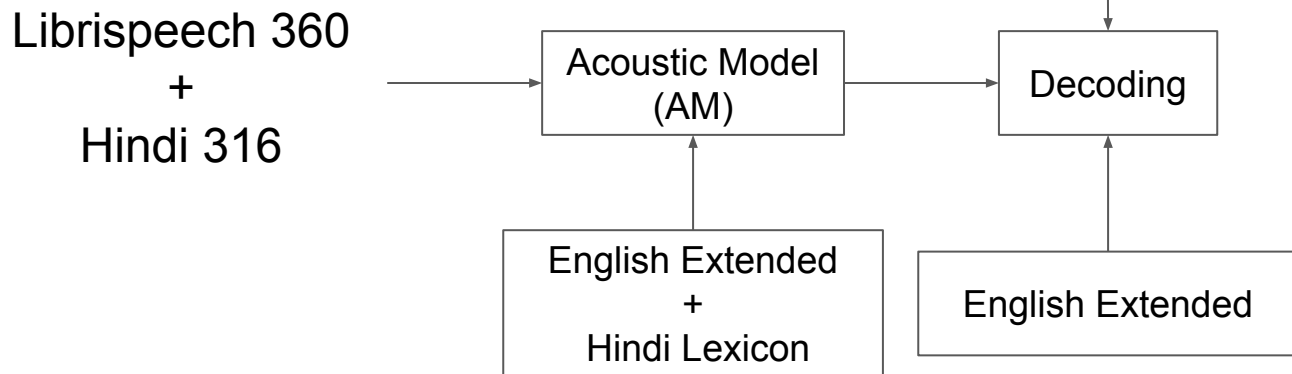 Librispeech 360
+
Hindi 316
Acoustic Model
(AM)
Decoding
English Extended
+
Hindi Lexicon
English Extended